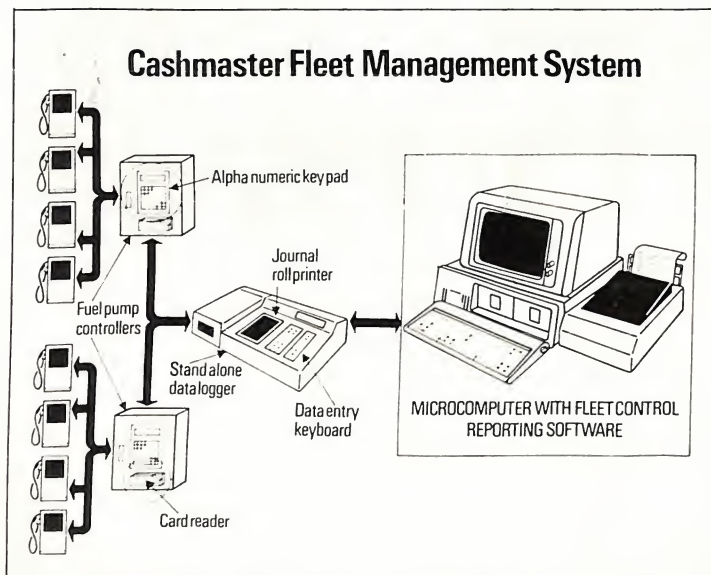 Cashmaster Fleet Management System
Alpha numeric key pad
Journal
roll printer
Fuel pump
controllers
Stand alone
data logger
Data entry
keyboard
Card reader
MICROCOMPUTER WITH FLEET CONTROL
REPORTING SOFTWARE